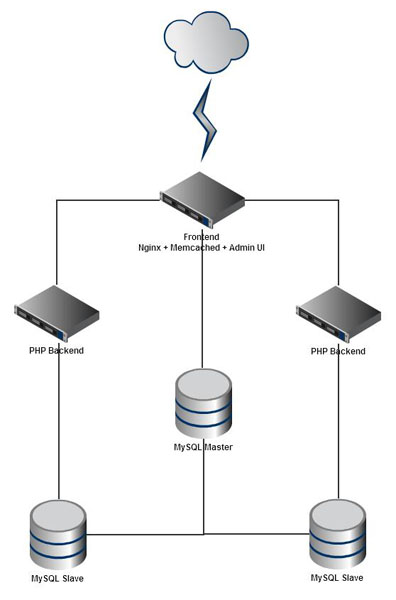 Frontend
Nginx + Memcached + Admin UI
PHP Backend
PHP Backend
MySQL Master
MySQL Slave
MySQL Slave